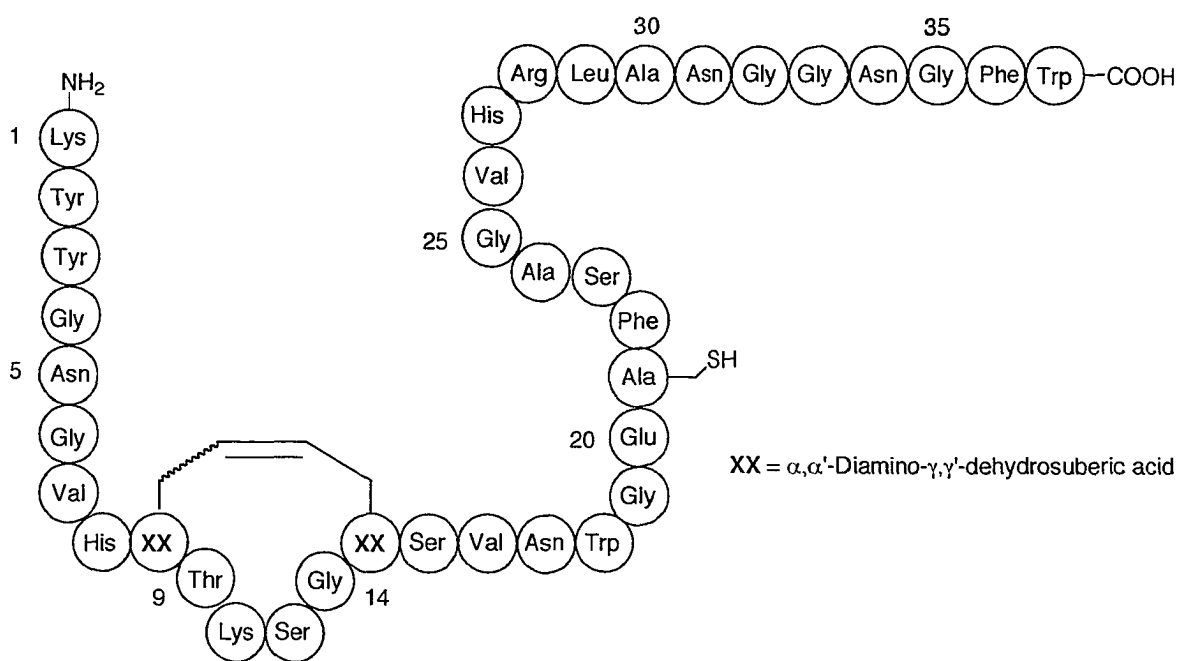 NH₂
1 Lys
Tyr
Tyr
Gly
5 Asn
Gly
Val
His XX
9 Thr
Lys Ser
Gly 14
XX Ser Val Asn Trp
Gly
20 Glu
Ala SH
Phe
Ala Ser
25 Gly
Val
His
30 35
Arg Leu Ala Asn Gly Gly Asn Gly Phe Trp COOH
XX = α,α'-Diamino-γ,γ'-dehydrosuberic acid